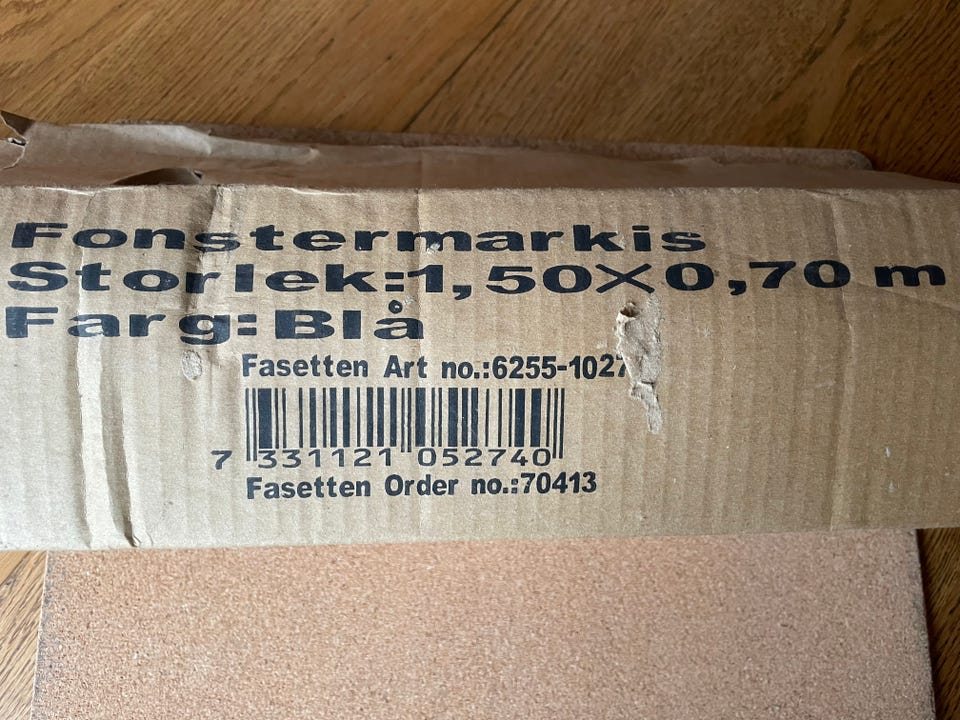 Fonstermarkis
Storlek:1,50X0,70 m
Farg:Blå
Fasetten Art no.:6255-1027
7 331121 052740
Fasetten Order no.:70413